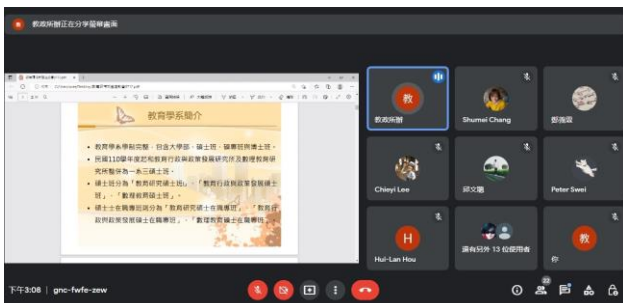 教政所辦正在分享螢幕畫面
教育學系簡介
• 教育學系學制完整，包含大學部、碩士班、碩專班與博士班。
• 民國110學年度起和教育行政與政策發展研究所及數理教育研
究所整併為一系三碩士班。
• 碩士班分為「教育研究碩士班」、「教育行政與政策發展碩士
班」、「數理教育碩士班」。
• 碩士在職專班則分為「教育研究碩士在職專班」、「教育行
政與政策發展碩士在職專班」、「數理教育碩士在職專班」。
教
教政所辦
Shumei Chang
Chieyi Lee
邱文聰
Peter Swei
H
Hui-Lan Hou
還有另外 13 位使用者
教
你
下午3:08 | gnc-fwfe-zew
22